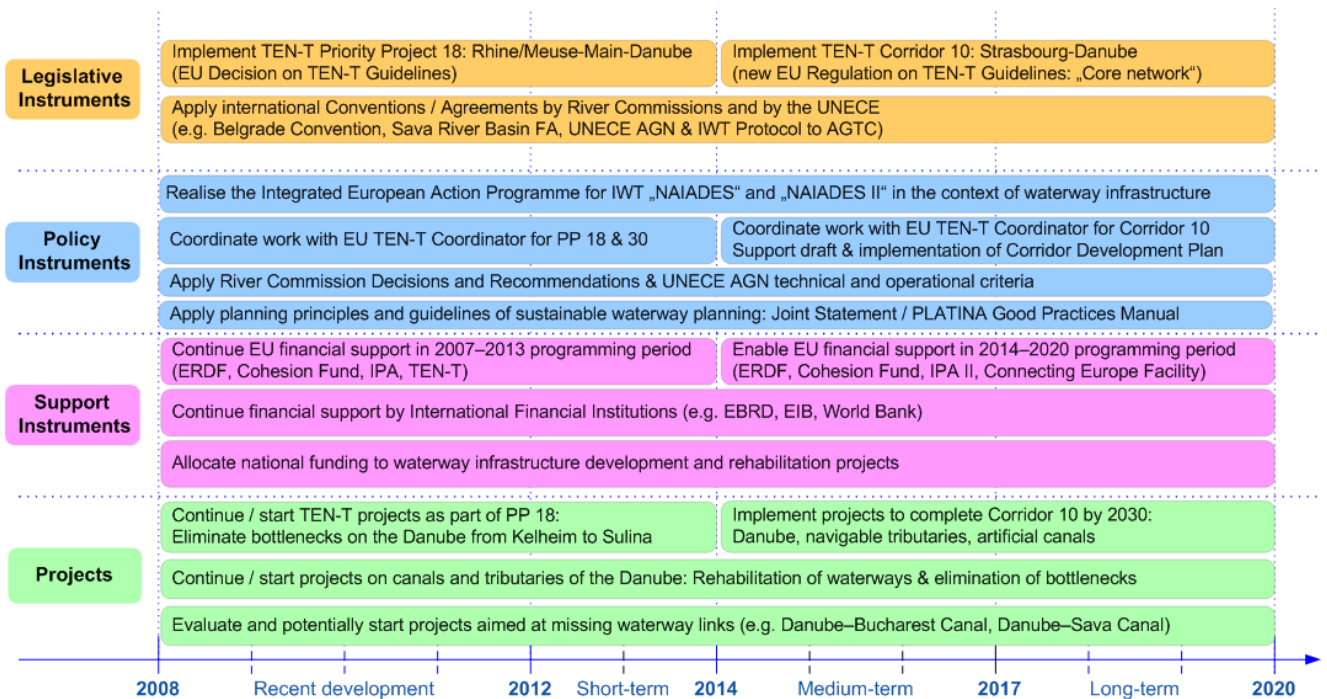 Legislative
Instruments
Implement TEN-T Priority Project 18: Rhine/Meuse-Main-Danube
(EU Decision on TEN-T Guidelines)
Implement TEN-T Corridor 10: Strasbourg-Danube
(new EU Regulation on TEN-T Guidelines: „Core network“)
Apply international Conventions / Agreements by River Commissions and by the UNECE
(e.g. Belgrade Convention, Sava River Basin FA, UNECE AGN & IWT Protocol to AGTC)
Policy
Instruments
Realise the Integrated European Action Programme for IWT „NAIADES“ and „NAIADES II“ in the context of waterway infrastructure
Coordinate work with EU TEN-T Coordinator for PP 18 & 30
Coordinate work with EU TEN-T Coordinator for Corridor 10
Support draft & implementation of Corridor Development Plan
Apply River Commission Decisions and Recommendations & UNECE AGN technical and operational criteria
Apply planning principles and guidelines of sustainable waterway planning: Joint Statement / PLATINA Good Practices Manual
Support
Instruments
Continue EU financial support in 2007–2013 programming period
(ERDF, Cohesion Fund, IPA, TEN-T)
Enable EU financial support in 2014–2020 programming period
(ERDF, Cohesion Fund, IPA II, Connecting Europe Facility)
Continue financial support by International Financial Institutions (e.g. EBRD, EIB, World Bank)
Allocate national funding to waterway infrastructure development and rehabilitation projects
Projects
Continue / start TEN-T projects as part of PP 18:
Eliminate bottlenecks on the Danube from Kelheim to Sulina
Implement projects to complete Corridor 10 by 2030:
Danube, navigable tributaries, artificial canals
Continue / start projects on canals and tributaries of the Danube: Rehabilitation of waterways & elimination of bottlenecks
Evaluate and potentially start projects aimed at missing waterway links (e.g. Danube–Bucharest Canal, Danube–Sava Canal)
2008 Recent development 2012 Short-term 2014 Medium-term 2017 Long-term 2020